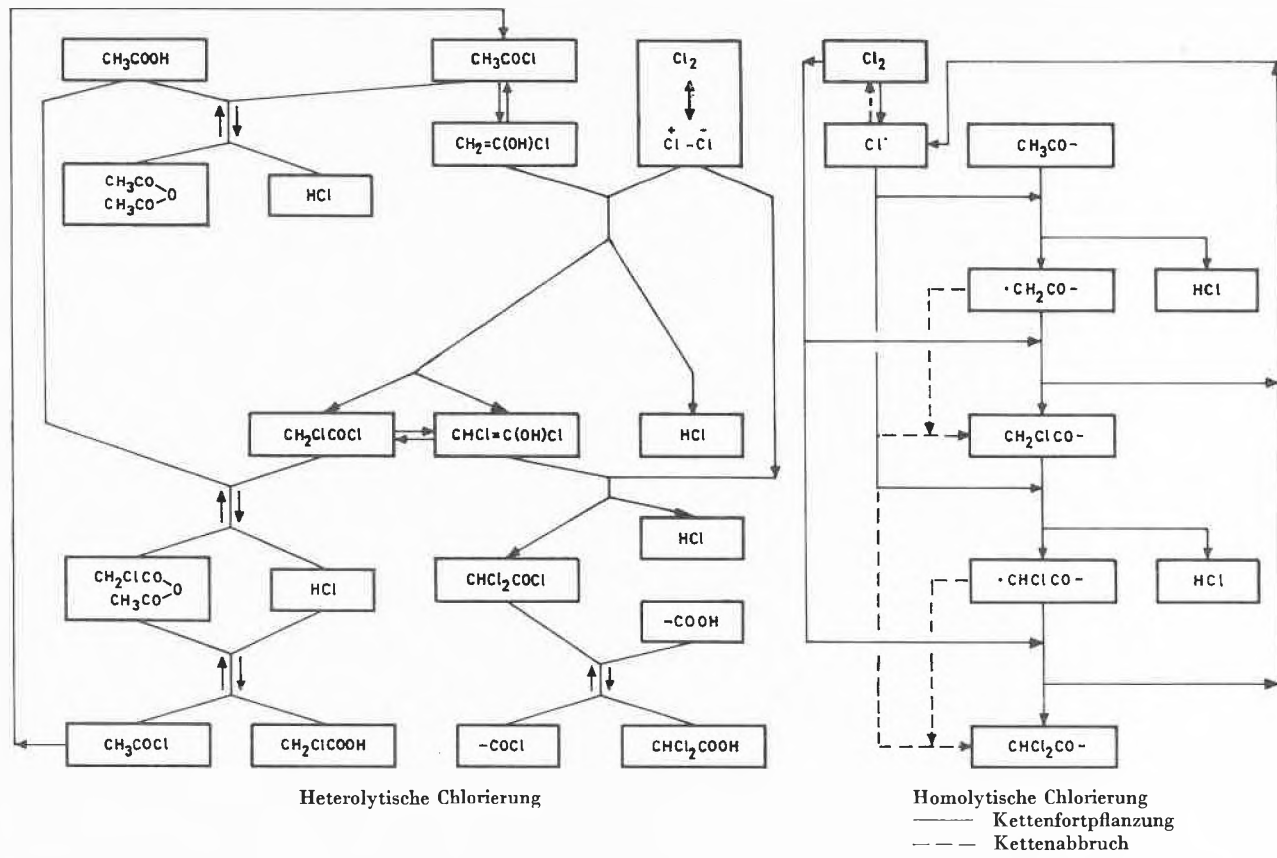 CH₃COOH
CH₃COCl
Cl₂
CH₂=C(OH)Cl
+ -
Cl - Cl
CH₃CO
O
CH₃CO
HCl
CH₂ClCOCl
CHCl=C(OH)Cl
HCl
HCl
CH₂ClCO
O
CH₃CO
HCl
CHCl₂COCl
-COOH
CH₃COCl
CH₂ClCOOH
-COCl
CHCl₂COOH
Heterolytische Chlorierung
Cl₂
Cl·
CH₃CO-
·CH₂CO-
HCl
CH₂ClCO-
·CHClCO-
HCl
CHCl₂CO-
Homolytische Chlorierung
Kettenfortpflanzung
Kettenabbruch